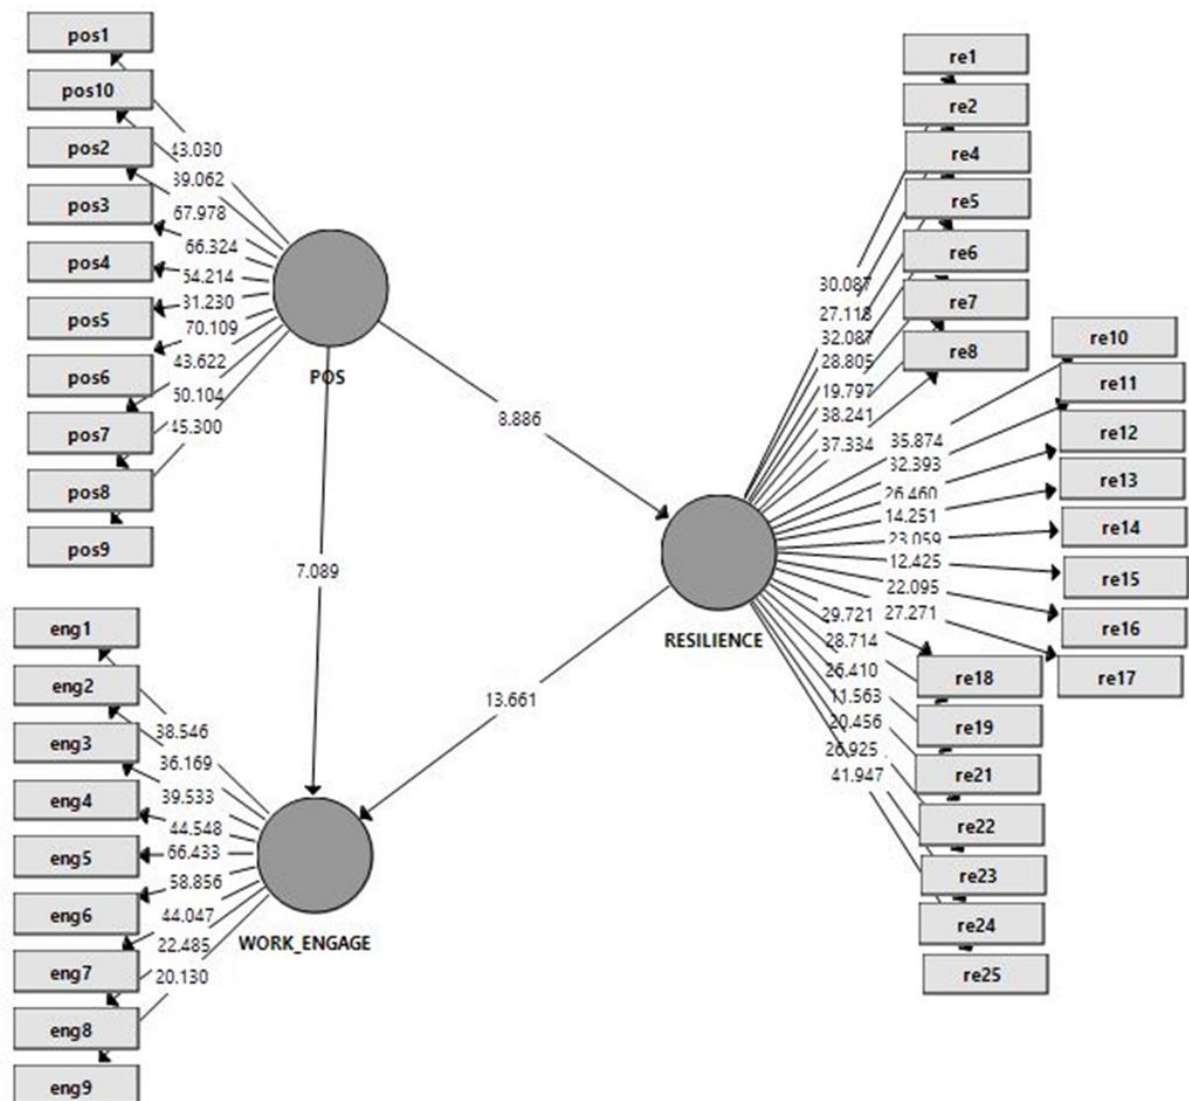 pos1
pos10
pos2
pos3
pos4
pos5
pos6
pos7
pos8
pos9
43.030
39.062
67.978
66.324
54.214
31.230
70.109
43.622
50.104
45.300
POS
8.886
7.089
13.661
RESILIENCE
WORK_ENGAGE
eng1
eng2
eng3
eng4
eng5
eng6
eng7
eng8
eng9
38.546
36.169
39.533
44.548
66.433
58.856
44.047
22.485
20.130
re1
re2
re4
re5
re6
re7
re8
30.087
27.118
32.087
28.805
19.797
38.241
37.334
re10
re11
re12
re13
re14
re15
re16
re17
35.874
32.393
26.460
14.251
23.059
12.425
22.095
27.271
re18
re19
re21
re22
re23
re24
re25
29.721
28.714
26.410
11.563
20.456
26.925
41.947